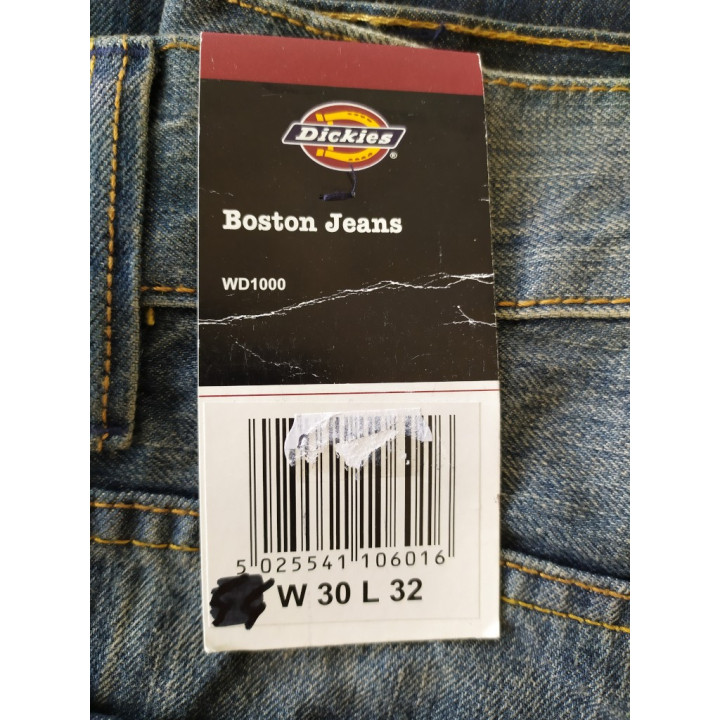 Dickies®
Boston Jeans
WD1000
5 025541 106016
W 30 L 32